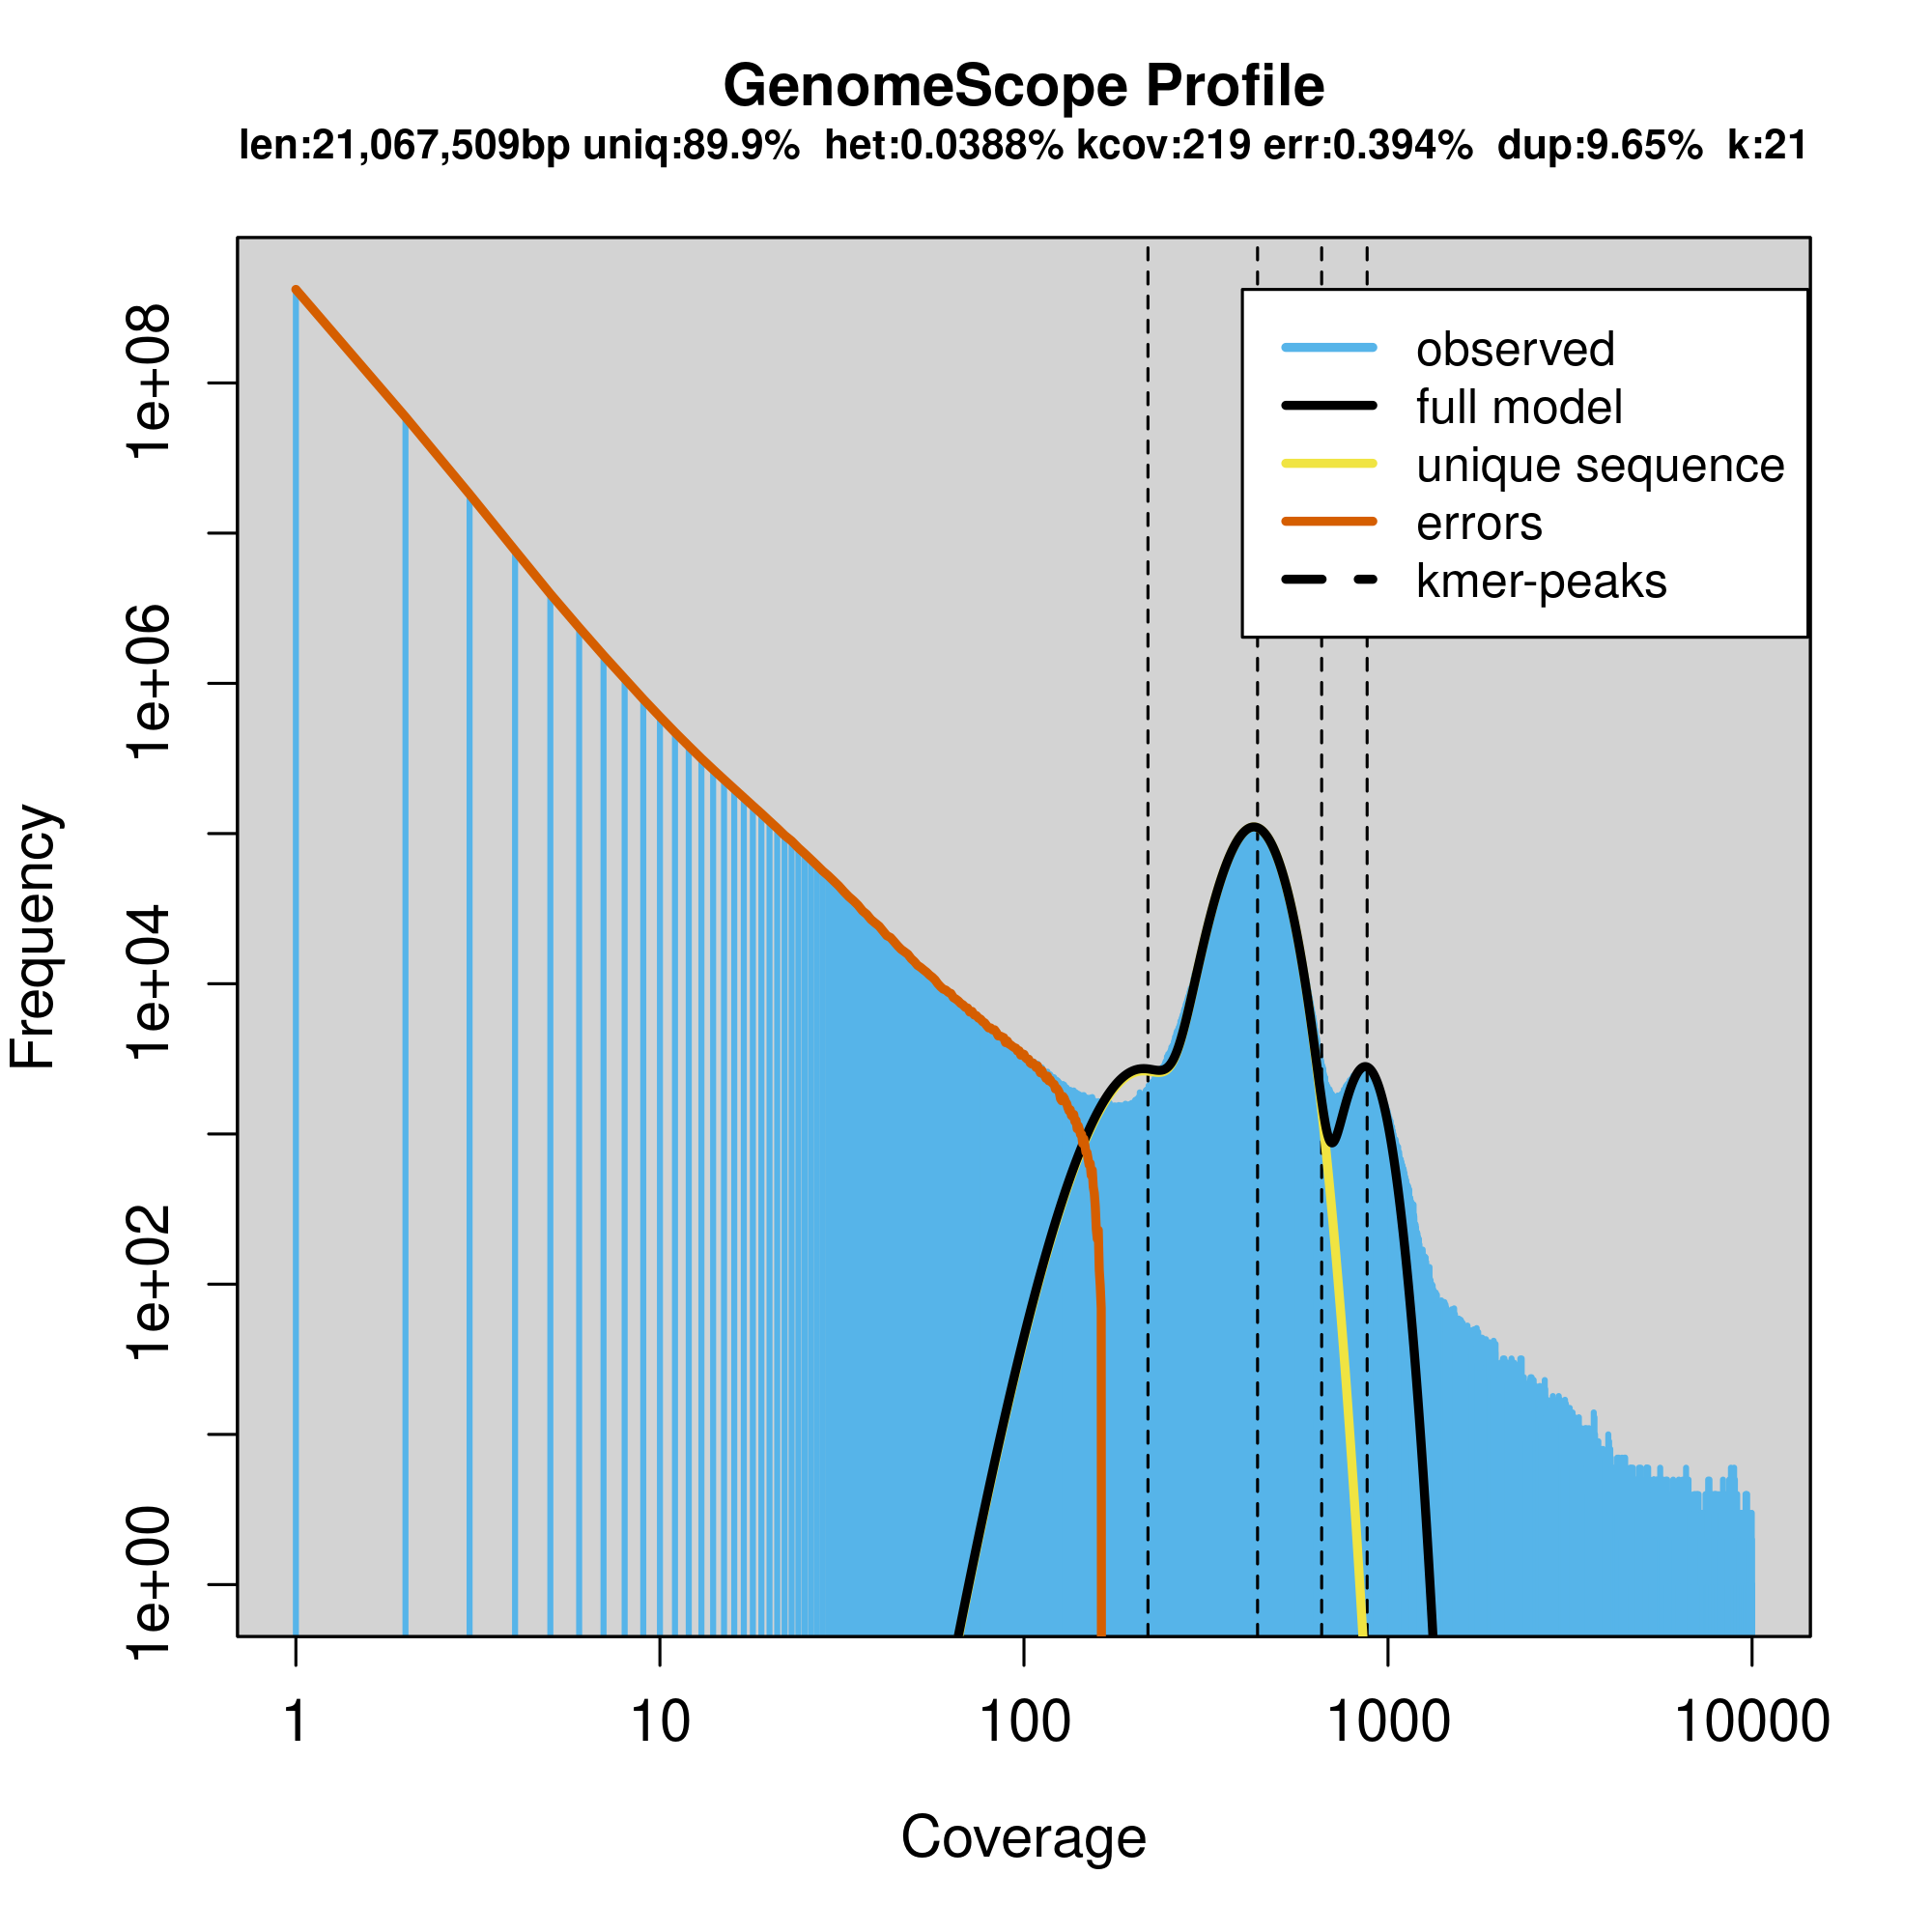 GenomeScope Profile
len:21,067,509bp uniq:89.9% het:0.0388% kcov:219 err:0.394% dup:9.65% k:21
observed
full model
unique sequence
errors
kmer-peaks
Frequency
1e+08
1e+06
1e+04
1e+02
1e+00
1 10 100 1000 10000
Coverage